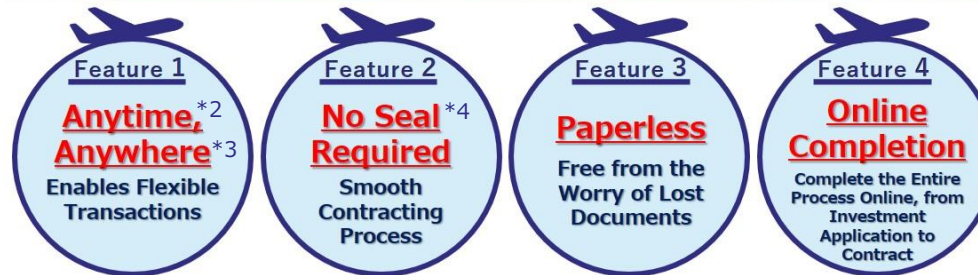 Feature 1
Anytime,*2
Anywhere*3
Enables Flexible
Transactions
Feature 2
No Seal*4
Required
Smooth
Contracting
Process
Feature 3
Paperless
Free from the
Worry of Lost
Documents
Feature 4
Online
Completion
Complete the Entire
Process Online, from
Investment
Application to
Contract